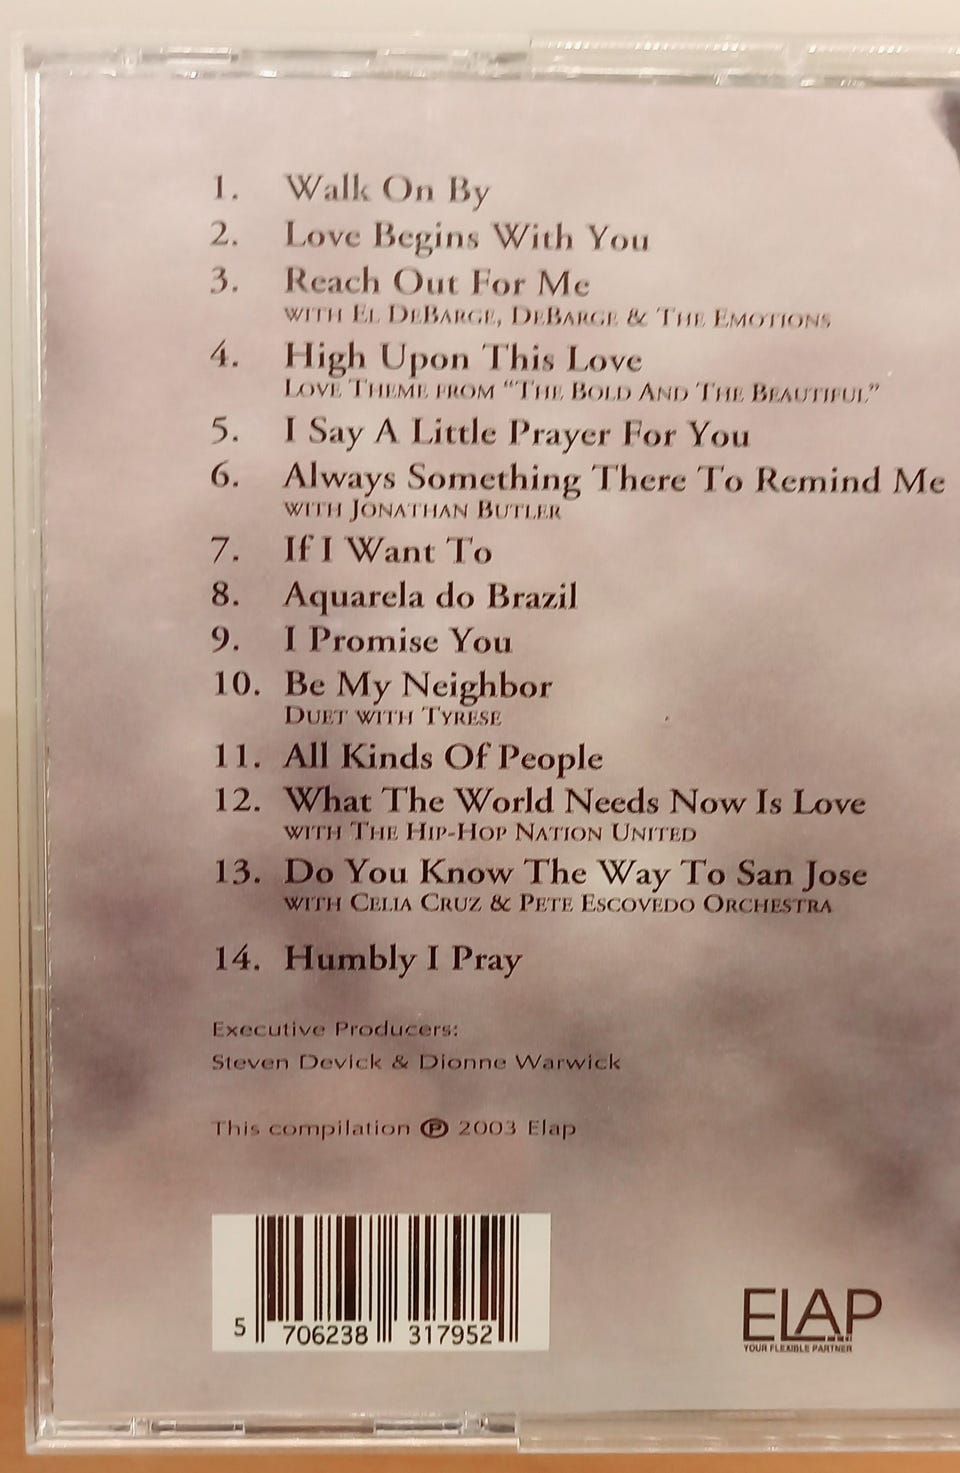 1. Walk On By
2. Love Begins With You
3. Reach Out For Me
WITH EL DEBARGE, DEBARGE & THE EMOTIONS
4. High Upon This Love
LOVE THEME FROM "THE BOLD AND THE BEAUTIFUL"
5. I Say A Little Prayer For You
6. Always Something There To Remind Me
WITH JONATHAN BUTLER
7. If I Want To
8. Aquarela do Brazil
9. I Promise You
10. Be My Neighbor
DUET WITH TYRESE
11. All Kinds Of People
12. What The World Needs Now Is Love
WITH THE HIP-HOP NATION UNITED
13. Do You Know The Way To San Jose
WITH CELIA CRUZ & PETE ESCOVEDO ORCHESTRA
14. Humbly I Pray
Executive Producers:
Steven Devick & Dionne Warwick
This compilation ℗ 2003 Elap
5 706238 317952
ELAP
YOUR FLEXIBLE PARTNER